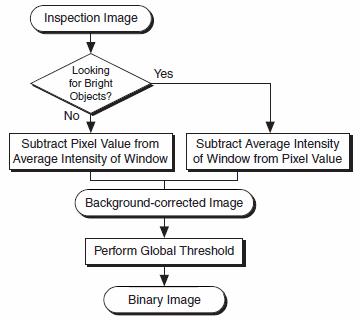 Inspection Image
Looking
for Bright
Objects?
Yes
No
Subtract Pixel Value from
Average Intensity of Window
Subtract Average Intensity
of Window from Pixel Value
Background-corrected Image
Perform Global Threshold
Binary Image